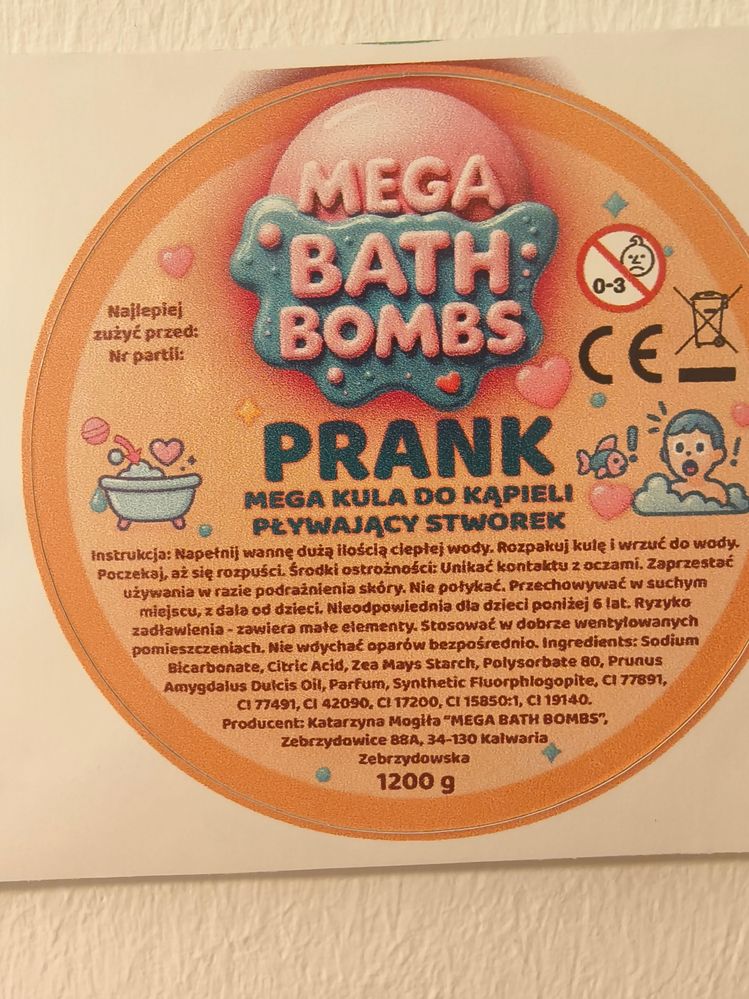 MEGA
BATH
BOMBS
0-3
Najlepiej
zużyć przed:
Nr partii:
CE
PRANK
MEGA KULA DO KĄPIELI
PŁYWAJĄCY STWOREK
Instrukcja: Napełnij wannę dużą ilością ciepłej wody. Rozpakuj kulę i wrzuć do wody.
Poczekaj, aż się rozpuści. Środki ostrożności: Unikać kontaktu z oczami. Zaprzestać
używania w razie podrażnienia skóry. Nie połykać. Przechowywać w suchym
miejscu, z dala od dzieci. Nieodpowiednia dla dzieci poniżej 6 lat. Ryzyko
zadławienia - zawiera małe elementy. Stosować w dobrze wentylowanych
pomieszczeniach. Nie wdychać oparów bezpośrednio. Ingredients: Sodium
Bicarbonate, Citric Acid, Zea Mays Starch, Polysorbate 80, Prunus
Amygdalus Dulcis Oil, Parfum, Synthetic Fluorphlogopite, CI 77891,
CI 77491, CI 42090, CI 17200, CI 15850:1, CI 19140.
Producent: Katarzyna Mogiła "MEGA BATH BOMBS",
Zebrzydowice 88A, 34-130 Kalwaria
Zebrzydowska
1200 g